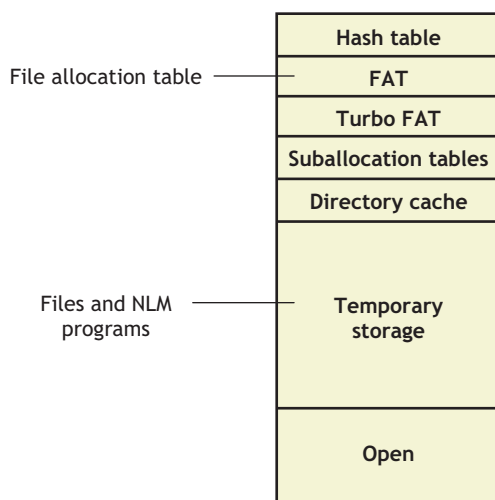 Hash table
File allocation table
FAT
Turbo FAT
Suballocation tables
Directory cache
Files and NLM
programs
Temporary
storage
Open